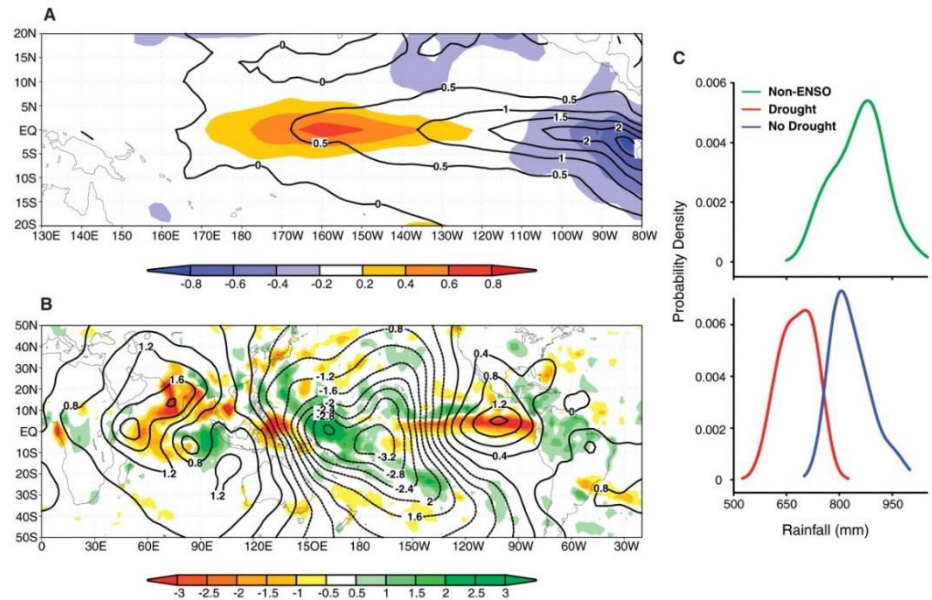 A
20N
15N
10N
5N
EQ
5S
10S
15S
20S
130E 140E 150 160E 170E 180 170W 160W 150W 140W 130W 120W 110W 100W 90W 80W
0
0
0.5
0.5
1
1.5
2
2
1
0.5
0.5
0.5
0
0
-0.8 -0.6 -0.4 -0.2 0.2 0.4 0.6 0.8
B
50N
40N
30N
20N
10N
EQ
10S
20S
30S
40S
50S
0 30E 60E 90E 120E 150E 180 150W 120W 90W 60W 30W
1.2
1.6
0.8
0.8
1.2
1.2
-0.8
-1.2
-1.6
-2
-2.4
-2.8
-3.2
-2.8
-2.4
2
1.6
0.4
0.8
1.2
0.4
0
0.8
-3 -2.5 -2 -1.5 -1 -0.5 0.5 1 1.5 2 2.5 3
C
Non-ENSO
Drought
No Drought
0.006
0.004
0.002
0
0.006
0.004
0.002
0
500 650 800 950
Probability Density
Rainfall (mm)